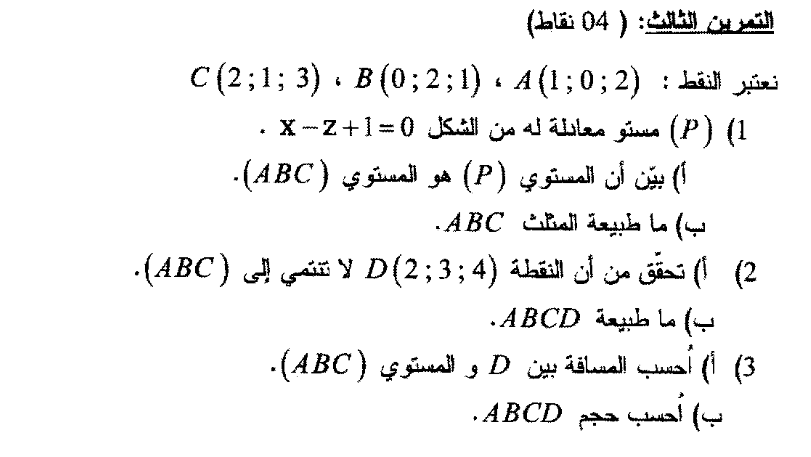 التمرين الثالث: ( 04 نقاط)
نعتبر النقط : A(1;0;2) ، B(0;2;1) ، C(2;1;3)
1) (P) مستو معادلة له من الشكل x−z+1=0 .
أ) بيّن أن المستوي (P) هو المستوي (ABC).
ب) ما طبيعة المثلث ABC.
2) أ) تحقّق من أن النقطة D(2;3;4) لا تنتمي إلى (ABC).
ب) ما طبيعة ABCD.
3) أ) أُحسب المسافة بين D و المستوي (ABC).
ب) أُحسب حجم ABCD.